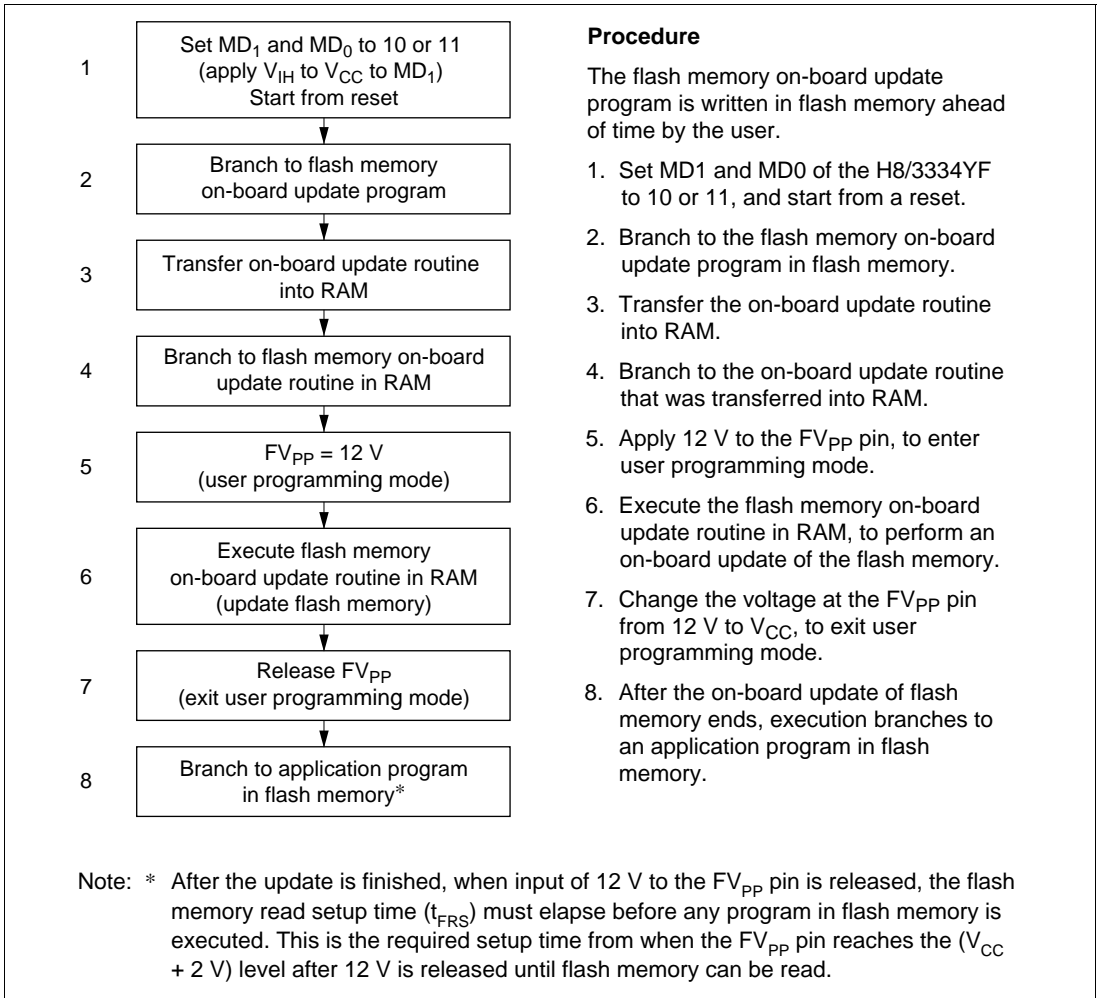 1
Set MD1 and MD0 to 10 or 11
(apply VIH to VCC to MD1)
Start from reset
2
Branch to flash memory
on-board update program
3
Transfer on-board update routine
into RAM
4
Branch to flash memory on-board
update routine in RAM
5
FVPP = 12 V
(user programming mode)
6
Execute flash memory
on-board update routine in RAM
(update flash memory)
7
Release FVPP
(exit user programming mode)
8
Branch to application program
in flash memory*
Procedure
The flash memory on-board update
program is written in flash memory ahead
of time by the user.
1. Set MD1 and MD0 of the H8/3334YF
to 10 or 11, and start from a reset.
2. Branch to the flash memory on-board
update program in flash memory.
3. Transfer the on-board update routine
into RAM.
4. Branch to the on-board update routine
that was transferred into RAM.
5. Apply 12 V to the FVPP pin, to enter
user programming mode.
6. Execute the flash memory on-board
update routine in RAM, to perform an
on-board update of the flash memory.
7. Change the voltage at the FVPP pin
from 12 V to VCC, to exit user
programming mode.
8. After the on-board update of flash
memory ends, execution branches to
an application program in flash
memory.
Note: * After the update is finished, when input of 12 V to the FVPP pin is released, the flash
memory read setup time (tFRS) must elapse before any program in flash memory is
executed. This is the required setup time from when the FVPP pin reaches the (VCC
+ 2 V) level after 12 V is released until flash memory can be read.